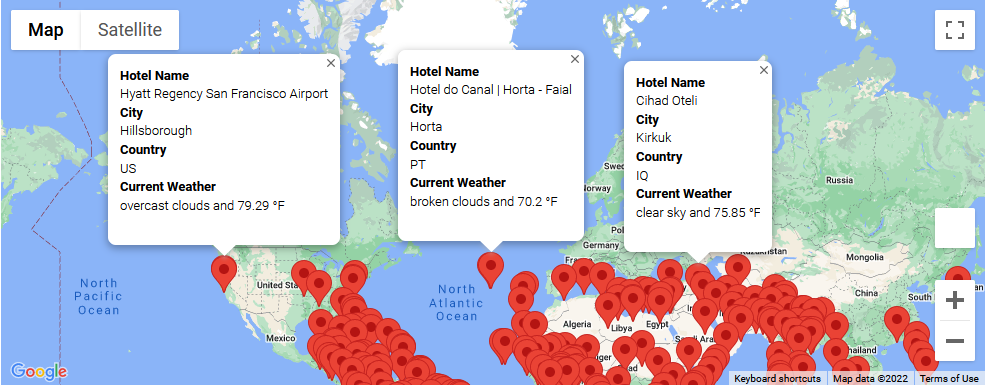 Map Satellite
Hotel Name
Hyatt Regency San Francisco Airport
City
Hillsborough
Country
US
Current Weather
overcast clouds and 79.29 °F
Hotel Name
Hotel do Canal | Horta - Faial
City
Horta
Country
PT
Current Weather
broken clouds and 70.2 °F
Hotel Name
Cihad Oteli
City
Kirkuk
Country
IQ
Current Weather
clear sky and 75.85 °F
Russia
Norway
Germany
Kazakhstan
Mongolia
China
United
Mexico
North
Pacific
Ocean
North
Atlantic
Ocean
Algeria
Libya
Egypt
Thailand
Google
Keyboard shortcuts
Map data ©2022
Terms of Use